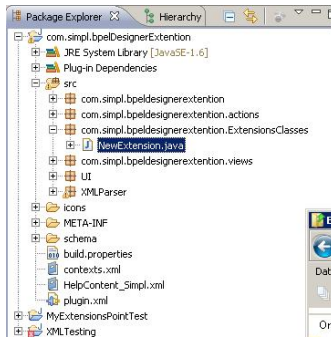 Package Explorer Hierarchy
com.simpl.bpelDesignerExtention
JRE System Library [JavaSE-1.6]
Plug-in Dependencies
src
com.simpl.bpeldesignerextention
com.simpl.bpeldesignerextention.actions
com.simpl.bpeldesignerextention.ExtensionsClasses
NewExtension.java
com.simpl.bpeldesignerextention.views
UI
XMLParser
icons
META-INF
schema
build.properties
contexts.xml
HelpContent_Simpl.xml
plugin.xml
MyExtensionsPointTest
XMLTesting